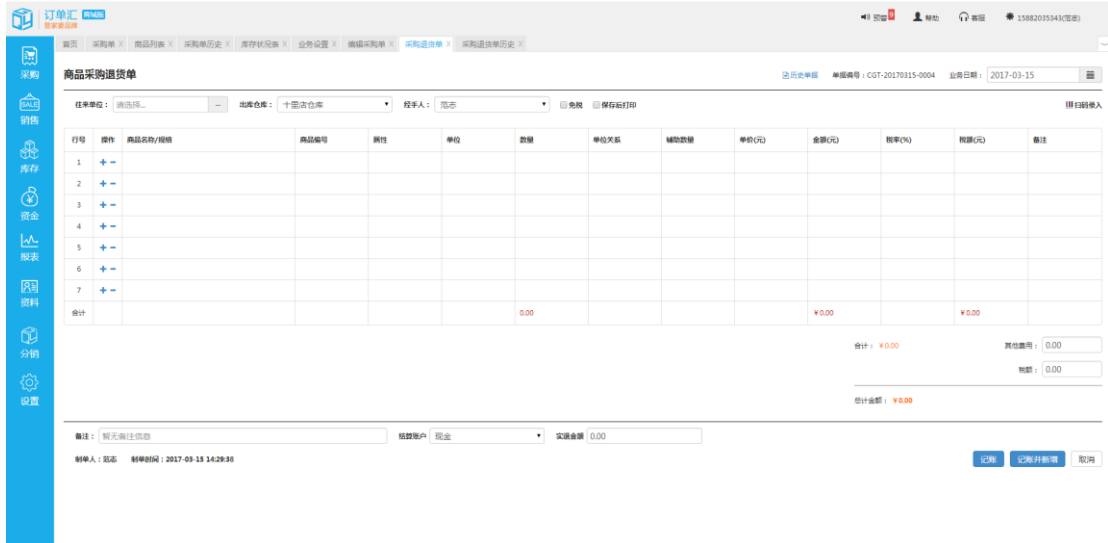 订单汇 商城版
管家婆品牌
预警 9 帮助 客服 15882035343(范志)
首页 采购单 X 商品列表 X 采购单历史 X 库存状况表 X 业务设置 X 编辑采购单 X 采购退货单 X 采购退货单历史 X
采购
SALE
销售
库存
资金
报表
资料
分销
设置
商品采购退货单 历史单据 单据编号：CGT-20170315-0004 业务日期： 2017-03-15
往来单位： 请选择... ... 出库仓库： 十里店仓库 经手人： 范志 免税 保存后打印 扫码录入
行号 操作 商品名称/规格 商品编号 属性 单位 数量 单位关系 辅助数量 单价(元) 金额(元) 税率(%) 税额(元) 备注
1 + −
2 + −
3 + −
4 + −
5 + −
6 + −
7 + −
合计 0.00 ￥0.00 ￥0.00
合计： ￥0.00 其他费用： 0.00
税额： 0.00
总计金额： ￥0.00
备注： 暂无备注信息 结算账户 现金 实退金额 0.00
制单人：范志 制单时间：2017-03-15 14:29:38 记账 记账并新增 取消